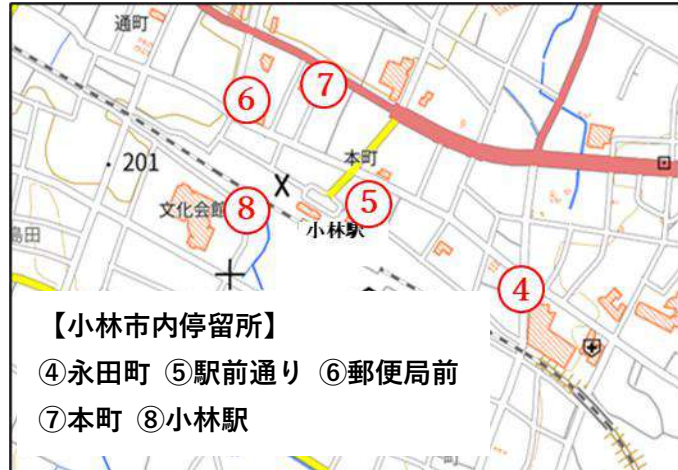 通町
⑦
⑥
本町
201
⑤
文化会館
⑧
小林駅
島田
④
【小林市内停留所】
④永田町 ⑤駅前通り ⑥郵便局前
⑦本町 ⑧小林駅
町